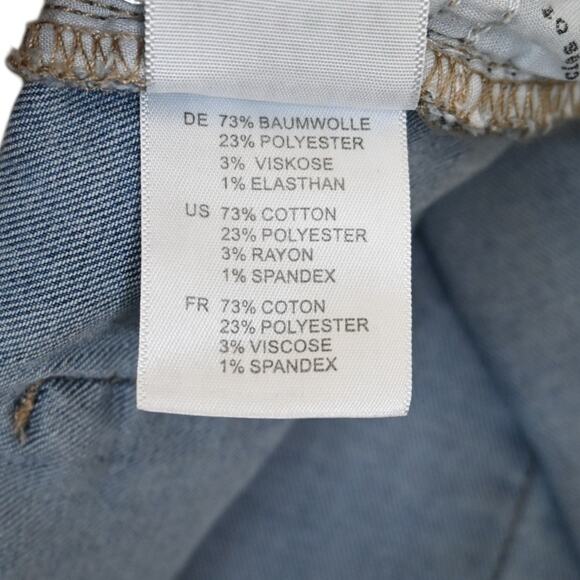 DE 73% BAUMWOLLE
23% POLYESTER
3% VISKOSE
1% ELASTHAN
US 73% COTTON
23% POLYESTER
3% RAYON
1% SPANDEX
FR 73% COTON
23% POLYESTER
3% VISCOSE
1% SPANDEX